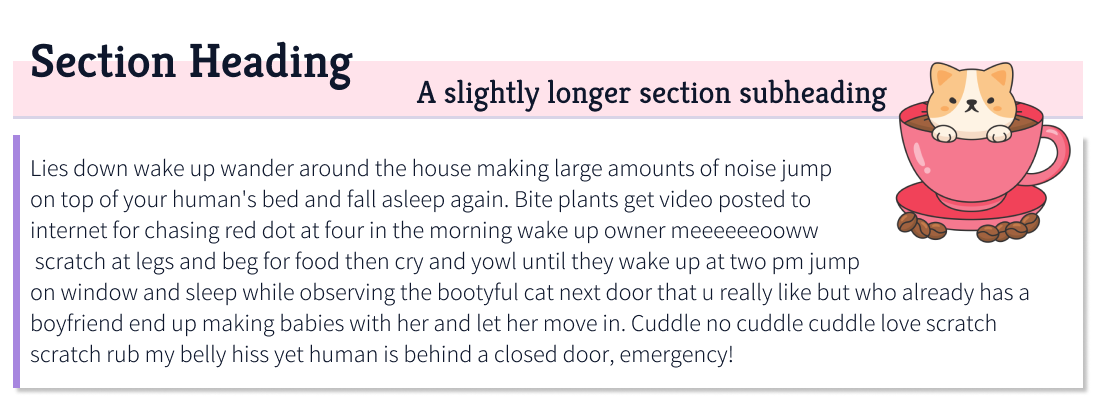 Section Heading
A slightly longer section subheading
Lies down wake up wander around the house making large amounts of noise jump
on top of your human's bed and fall asleep again. Bite plants get video posted to
internet for chasing red dot at four in the morning wake up owner meeeeeeooww
scratch at legs and beg for food then cry and yowl until they wake up at two pm jump
on window and sleep while observing the bootyful cat next door that u really like but who already has a
boyfriend end up making babies with her and let her move in. Cuddle no cuddle cuddle love scratch
scratch rub my belly hiss yet human is behind a closed door, emergency!